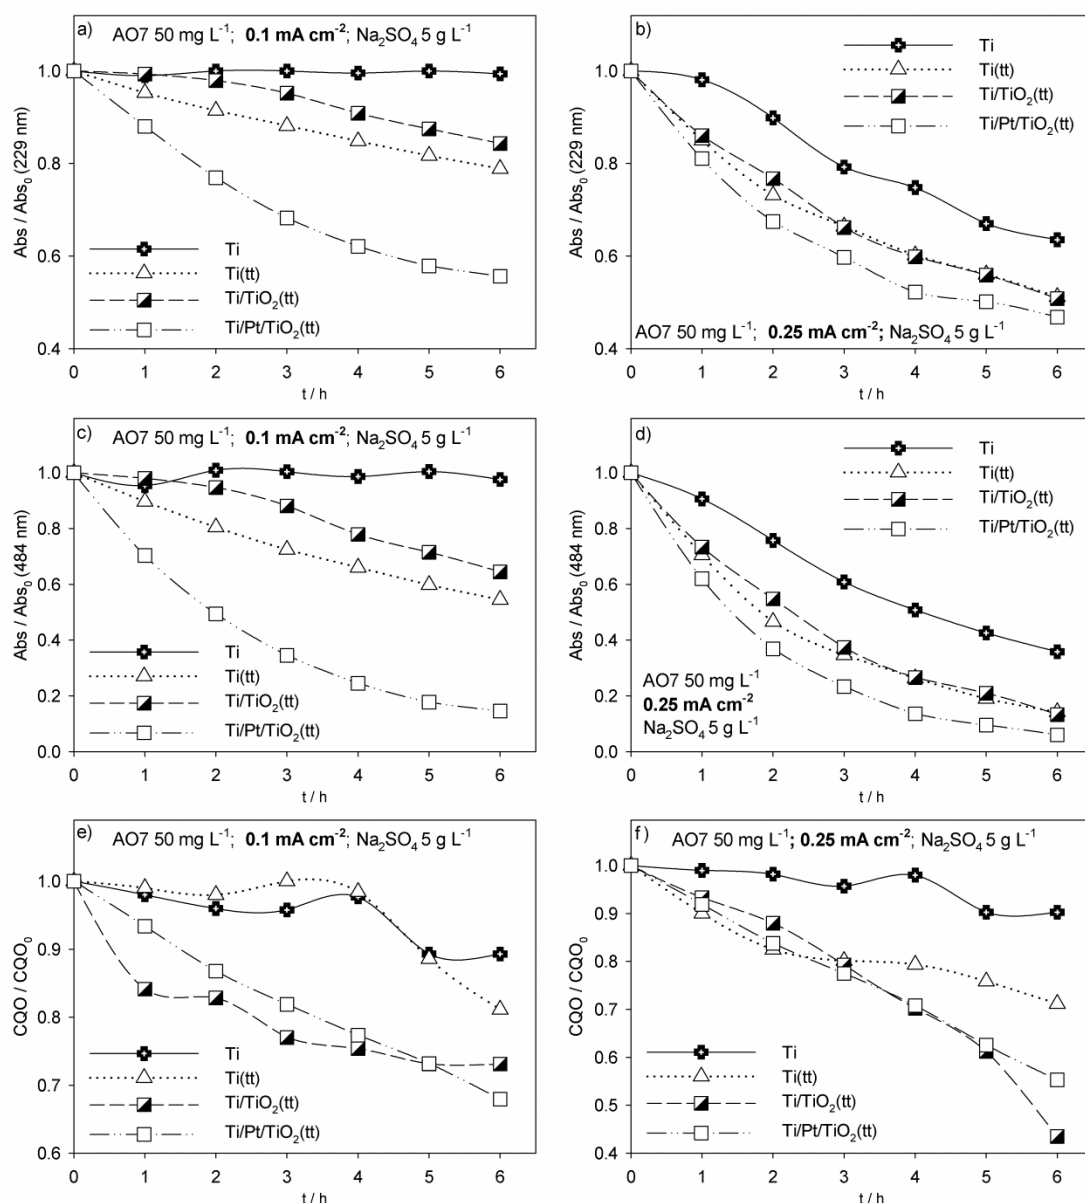 a) AO7 50 mg L⁻¹; 0.1 mA cm⁻²; Na₂SO₄ 5 g L⁻¹
1.0
0.8
0.6
0.4
Abs / Abs₀ (229 nm)
Ti
Ti(tt)
Ti/TiO₂(tt)
Ti/Pt/TiO₂(tt)
0 1 2 3 4 5 6
t / h
b)
Ti
Ti(tt)
Ti/TiO₂(tt)
Ti/Pt/TiO₂(tt)
1.0
0.8
0.6
0.4
Abs / Abs₀ (229 nm)
AO7 50 mg L⁻¹; 0.25 mA cm⁻²; Na₂SO₄ 5 g L⁻¹
0 1 2 3 4 5 6
t / h
c) AO7 50 mg L⁻¹; 0.1 mA cm⁻²; Na₂SO₄ 5 g L⁻¹
1.0
0.8
0.6
0.4
0.2
0.0
Abs / Abs₀ (484 nm)
Ti
Ti(tt)
Ti/TiO₂(tt)
Ti/Pt/TiO₂(tt)
0 1 2 3 4 5 6
t / h
d)
Ti
Ti(tt)
Ti/TiO₂(tt)
Ti/Pt/TiO₂(tt)
1.0
0.8
0.6
0.4
0.2
0.0
Abs / Abs₀ (484 nm)
AO7 50 mg L⁻¹
0.25 mA cm⁻²
Na₂SO₄ 5 g L⁻¹
0 1 2 3 4 5 6
t / h
e) AO7 50 mg L⁻¹; 0.1 mA cm⁻²; Na₂SO₄ 5 g L⁻¹
1.0
0.9
0.8
0.7
0.6
CQO / CQO₀
Ti
Ti(tt)
Ti/TiO₂(tt)
Ti/Pt/TiO₂(tt)
0 1 2 3 4 5 6
t / h
f) AO7 50 mg L⁻¹; 0.25 mA cm⁻²; Na₂SO₄ 5 g L⁻¹
1.0
0.9
0.8
0.7
0.6
0.5
0.4
CQO / CQO₀
Ti
Ti(tt)
Ti/TiO₂(tt)
Ti/Pt/TiO₂(tt)
0 1 2 3 4 5 6
t / h